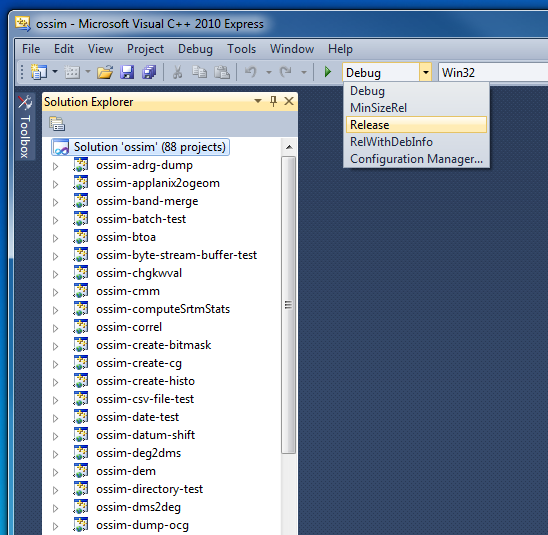 ossim - Microsoft Visual C++ 2010 Express
File Edit View Project Debug Tools Window Help
Debug Win32
Debug
MinSizeRel
Release
RelWithDebInfo
Configuration Manager...
Toolbox
Solution Explorer
Solution 'ossim' (88 projects)
ossim-adrg-dump
ossim-applanix2ogeom
ossim-band-merge
ossim-batch-test
ossim-btoa
ossim-byte-stream-buffer-test
ossim-chgkwval
ossim-cmm
ossim-computeSrtmStats
ossim-correl
ossim-create-bitmask
ossim-create-cg
ossim-create-histo
ossim-csv-file-test
ossim-date-test
ossim-datum-shift
ossim-deg2dms
ossim-dem
ossim-directory-test
ossim-dms2deg
ossim-dump-ocg